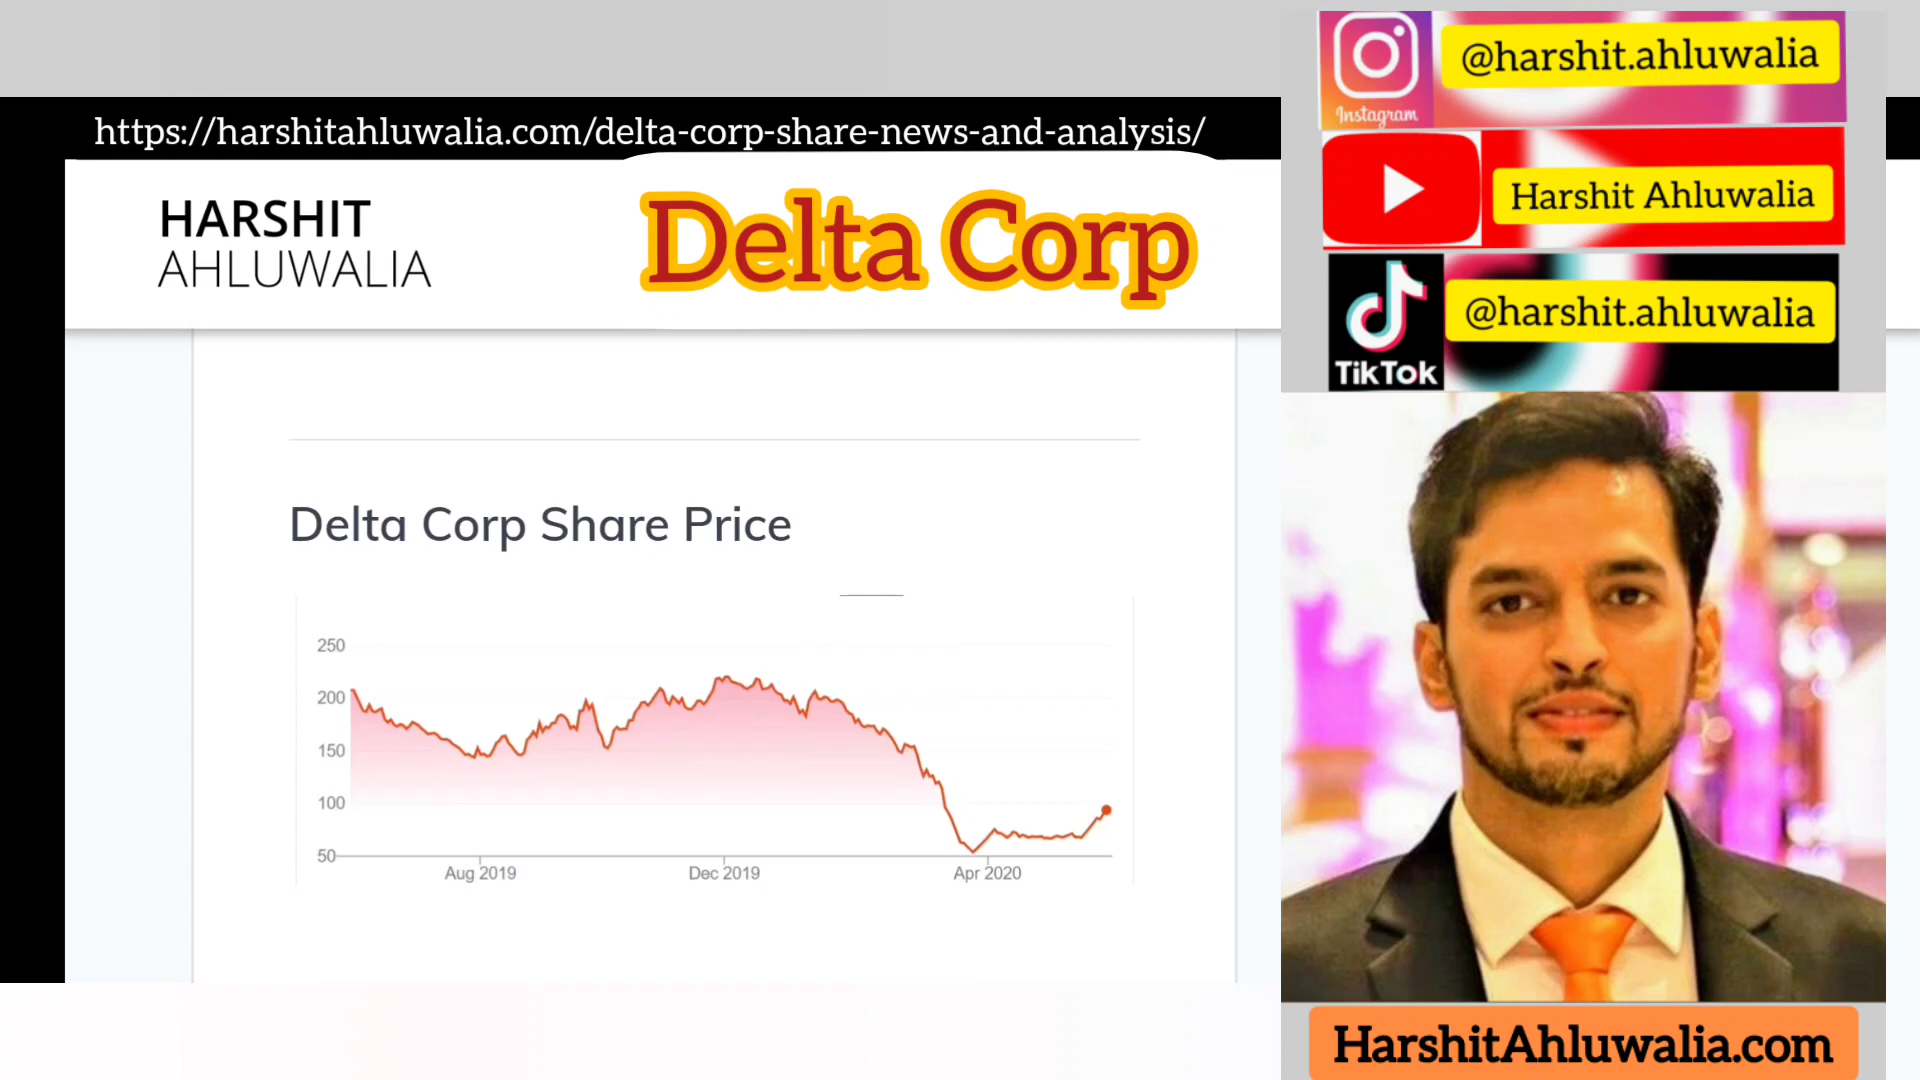 https://harshitahluwalia.com/delta-corp-share-news-and-analysis/
HARSHIT
AHLUWALIA
Delta Corp
Delta Corp Share Price
250
200
150
100
50
Aug 2019
Dec 2019
Apr 2020
Instagram
@harshit.ahluwalia
Harshit Ahluwalia
TikTok
@harshit.ahluwalia
HarshitAhluwalia.com